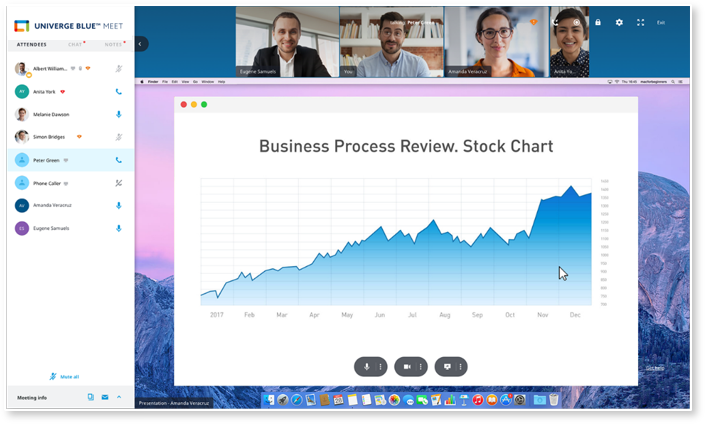 UNIVERGE BLUE™ MEET
ATTENDEES CHAT NOTES
Albert William...
Anita York
Melanie Dawson
Simon Bridges
Peter Green
Phone Caller
AV Amanda Veracruz
ES Eugene Samuels
Mute all
Meeting info
Peter Green
Exit
Eugene Samuels
You
Amanda Veracruz
Anita Yo...
Finder File Edit View Go Window Help
Business Process Review. Stock Chart
2017 Feb Mar Apr May Jun Jul Aug Sep Oct Nov Dec
Presentation - Amanda Veracruz